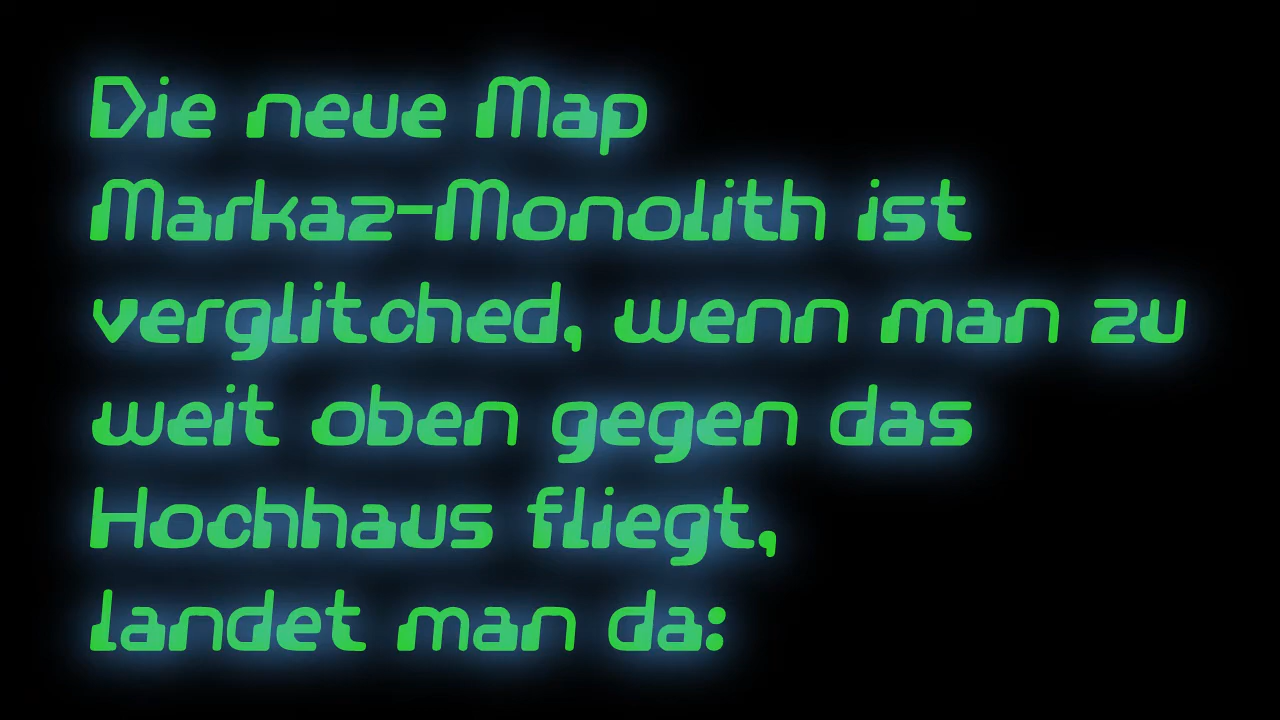 Die neue Map
Markaz-Monolith ist
verglitched, wenn man zu
weit oben gegen das
Hochhaus fliegt,
landet man da: